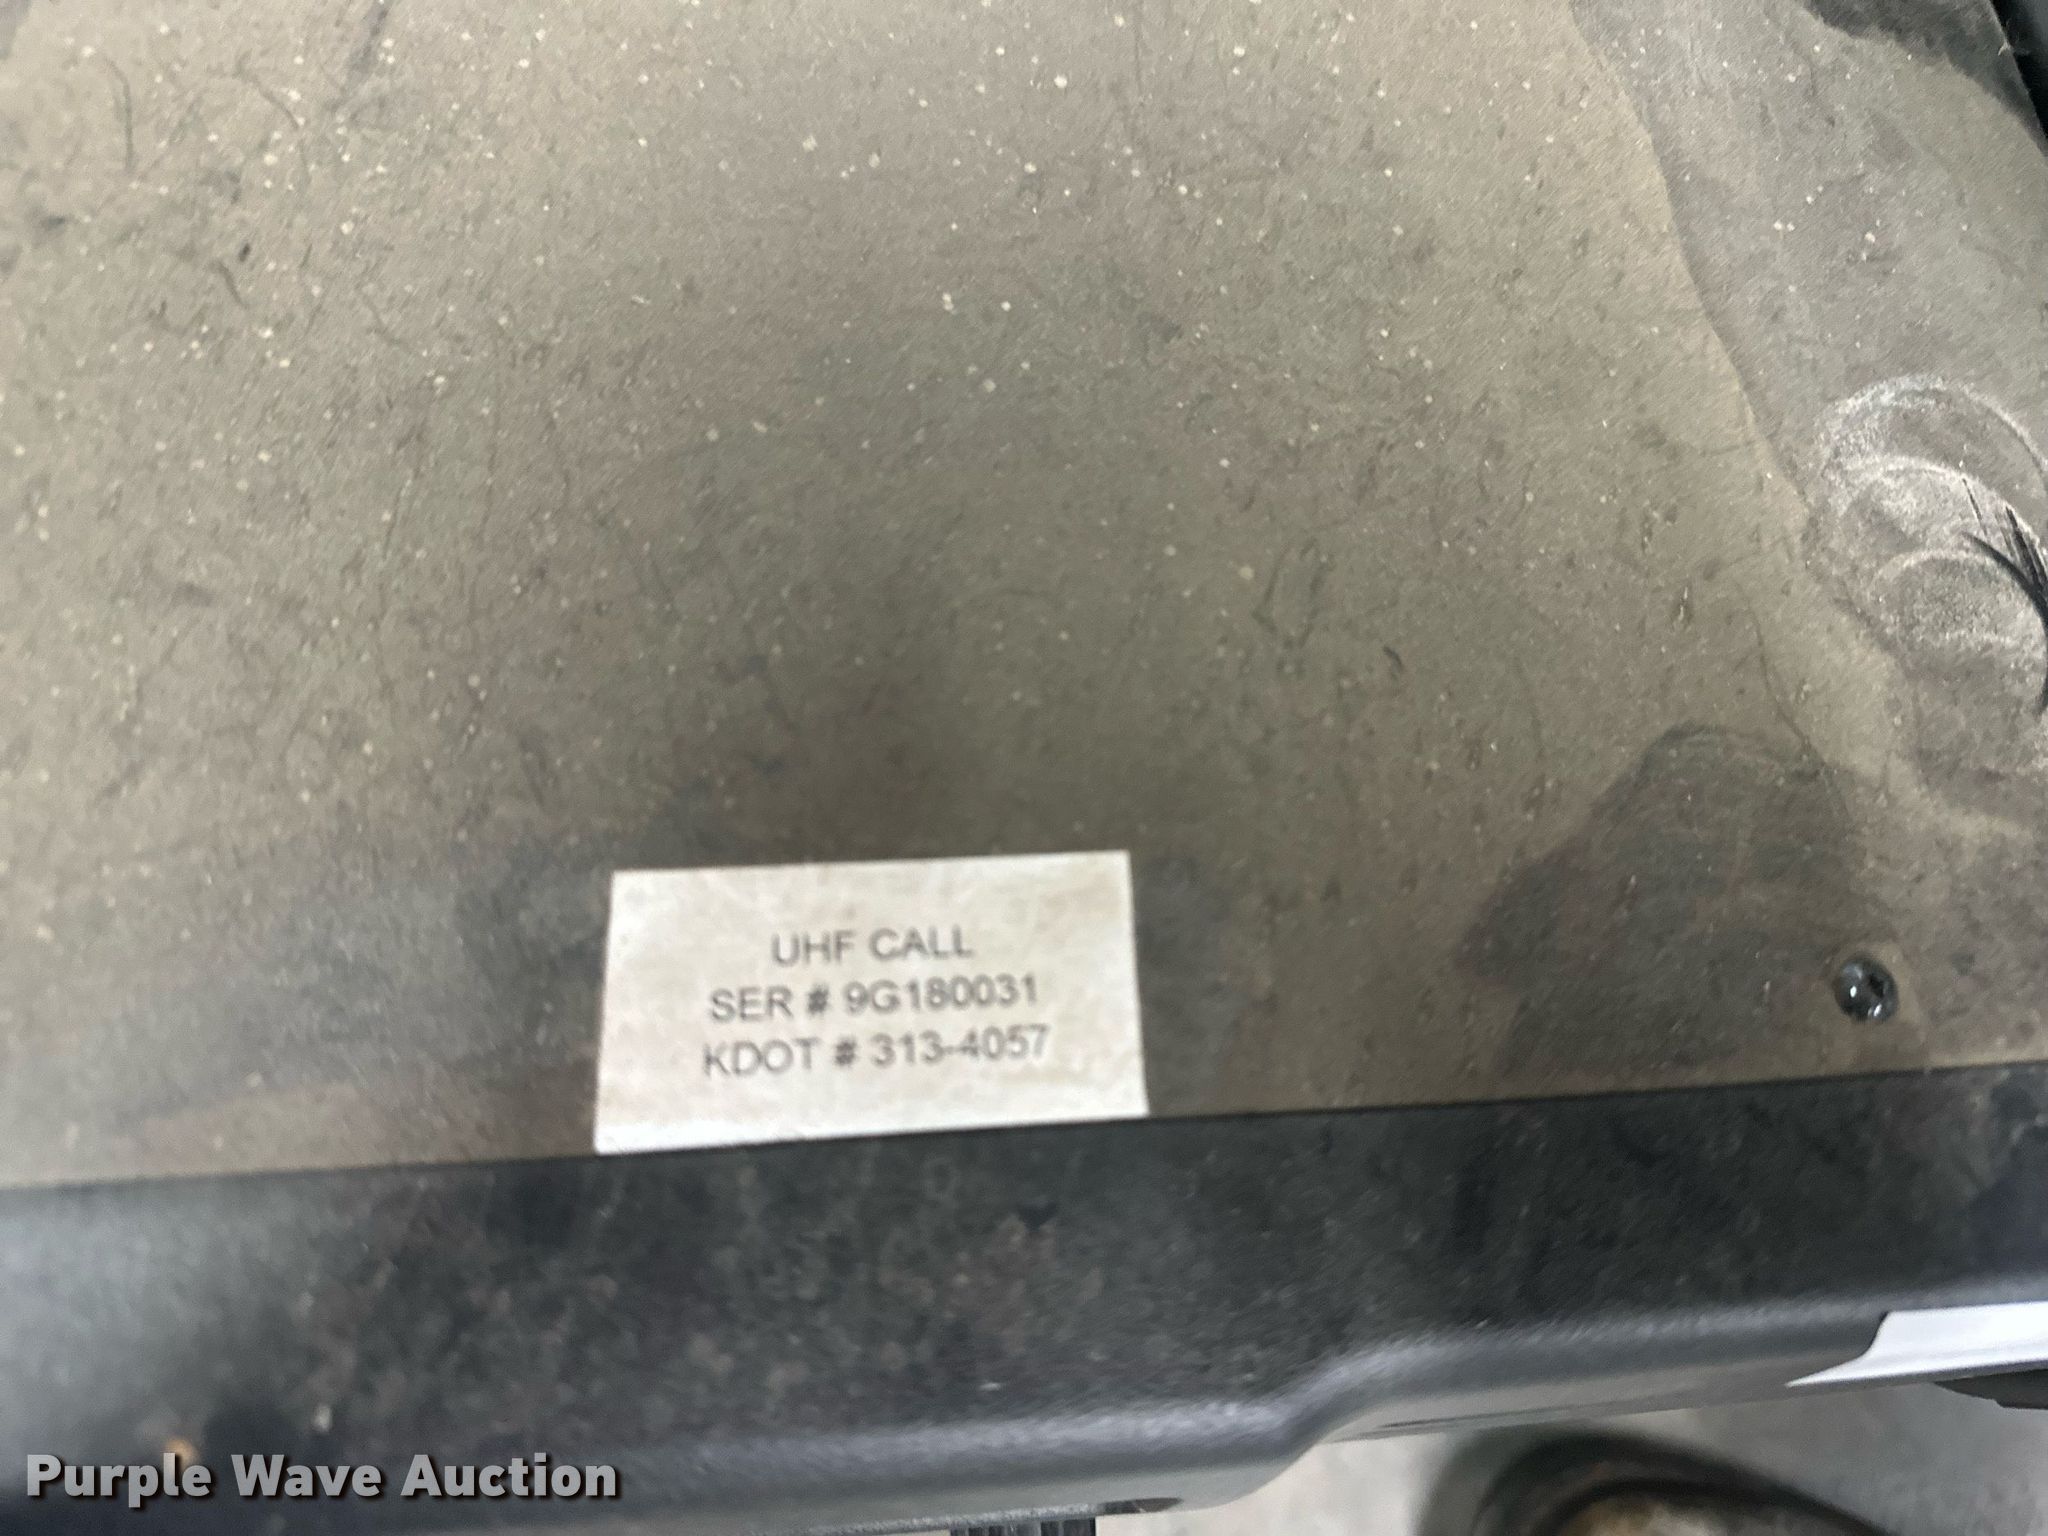 UHF CALL
SER # 9G180031
KDOT # 313-4057
Purple Wave Auction